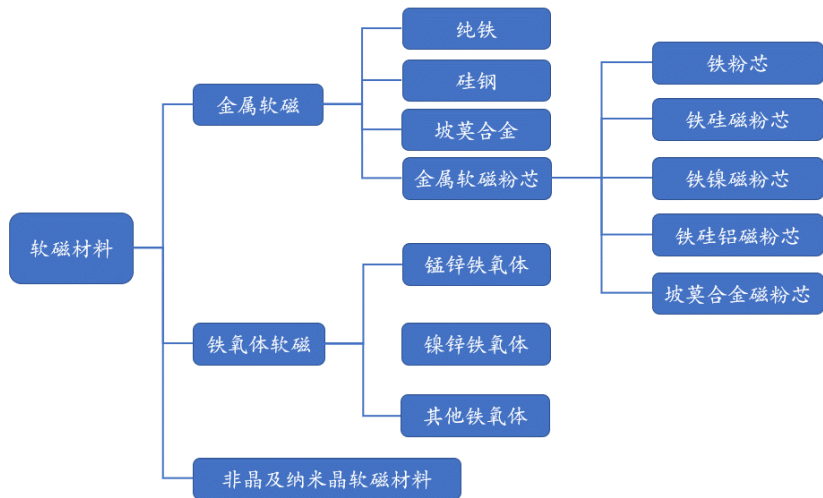 软磁材料
金属软磁
纯铁
硅钢
坡莫合金
金属软磁粉芯
铁粉芯
铁硅磁粉芯
铁镍磁粉芯
铁硅铝磁粉芯
坡莫合金磁粉芯
铁氧体软磁
锰锌铁氧体
镍锌铁氧体
其他铁氧体
非晶及纳米晶软磁材料